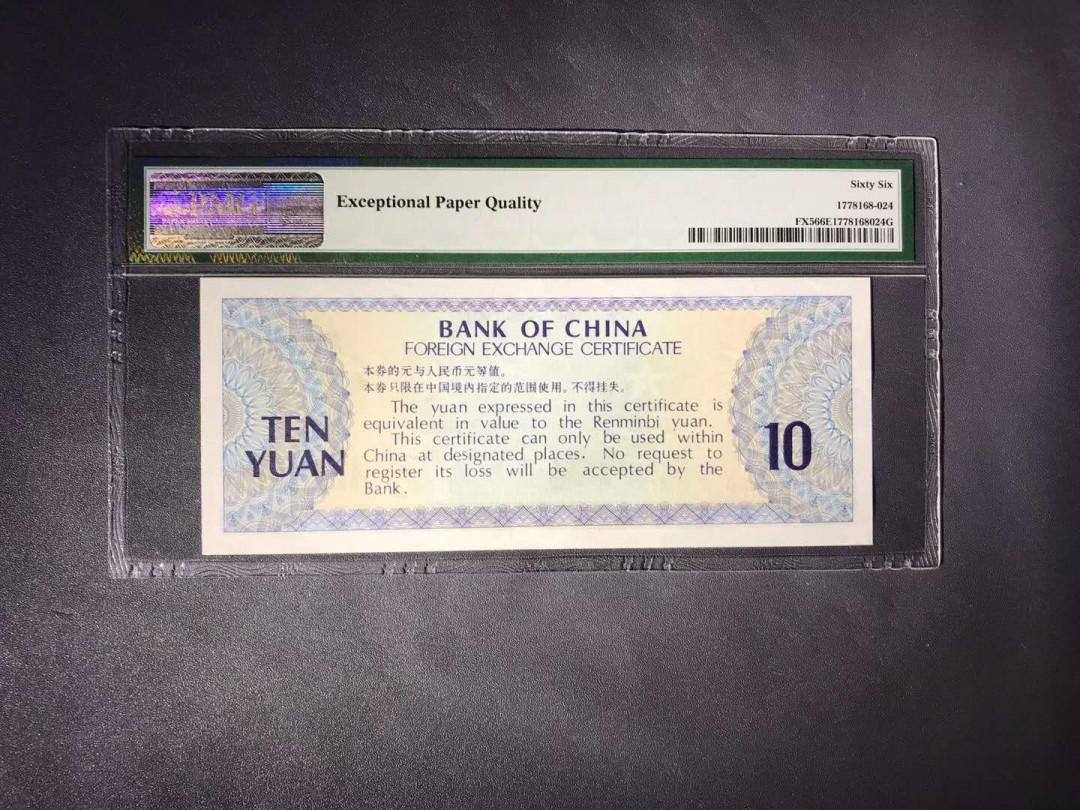 PMG
Exceptional Paper Quality
Sixty Six
1778168-024
FX566E1778168024G
BANK OF CHINA
FOREIGN EXCHANGE CERTIFICATE
本券的元与人民币元等值。
本券只限在中国境内指定的范围使用。不得挂失。
The yuan expressed in this certificate is
equivalent in value to the Renminbi yuan.
This certificate can only be used within
China at designated places. No request to
register its loss will be accepted by the
Bank.
TEN
YUAN
10